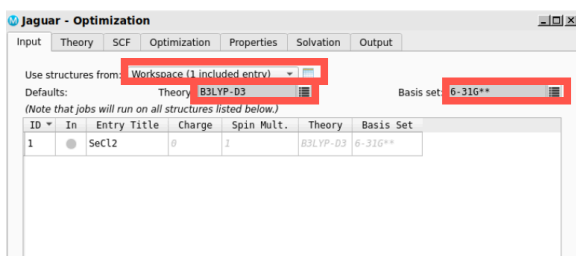 Jaguar - Optimization
Input Theory SCF Optimization Properties Solvation Output
Use structures from: Workspace (1 included entry)
Defaults: Theory: B3LYP-D3 Basis set: 6-31G**
(Note that jobs will run on all structures listed below.)
ID In Entry Title Charge Spin Mult. Theory Basis Set
1 SeCl2 0 1 B3LYP-D3 6-31G**